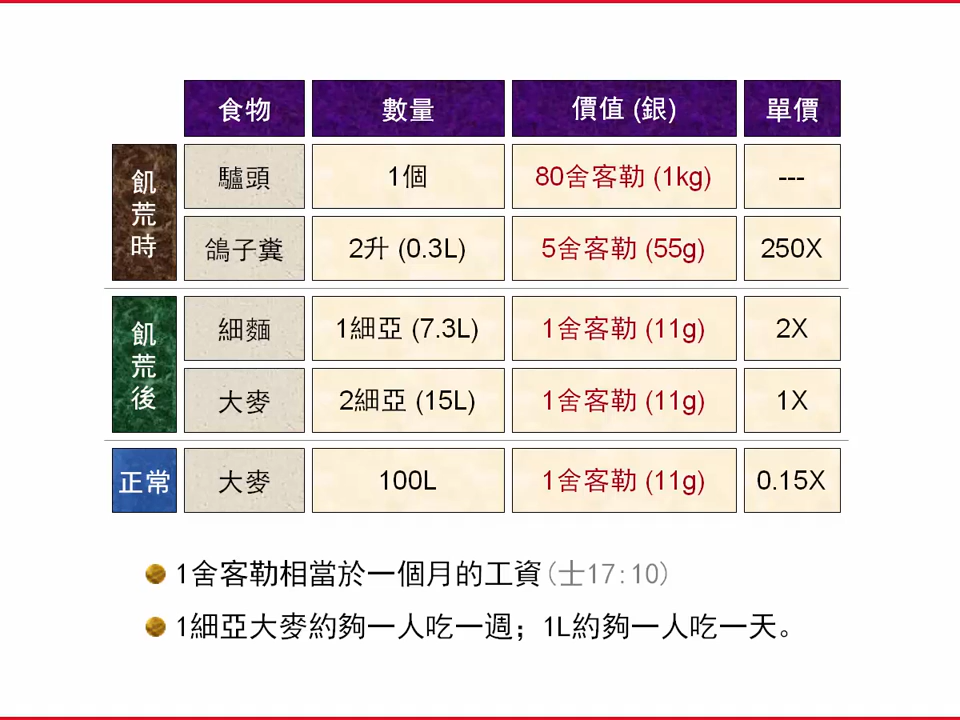 食物 數量 價值 (銀) 單價
飢荒時
驢頭 1個 80舍客勒 (1kg) ---
鴿子糞 2升 (0.3L) 5舍客勒 (55g) 250X
飢荒後
細麵 1細亞 (7.3L) 1舍客勒 (11g) 2X
大麥 2細亞 (15L) 1舍客勒 (11g) 1X
正常 大麥 100L 1舍客勒 (11g) 0.15X
1舍客勒相當於一個月的工資(士17:10)
1細亞大麥約夠一人吃一週；1L約夠一人吃一天。